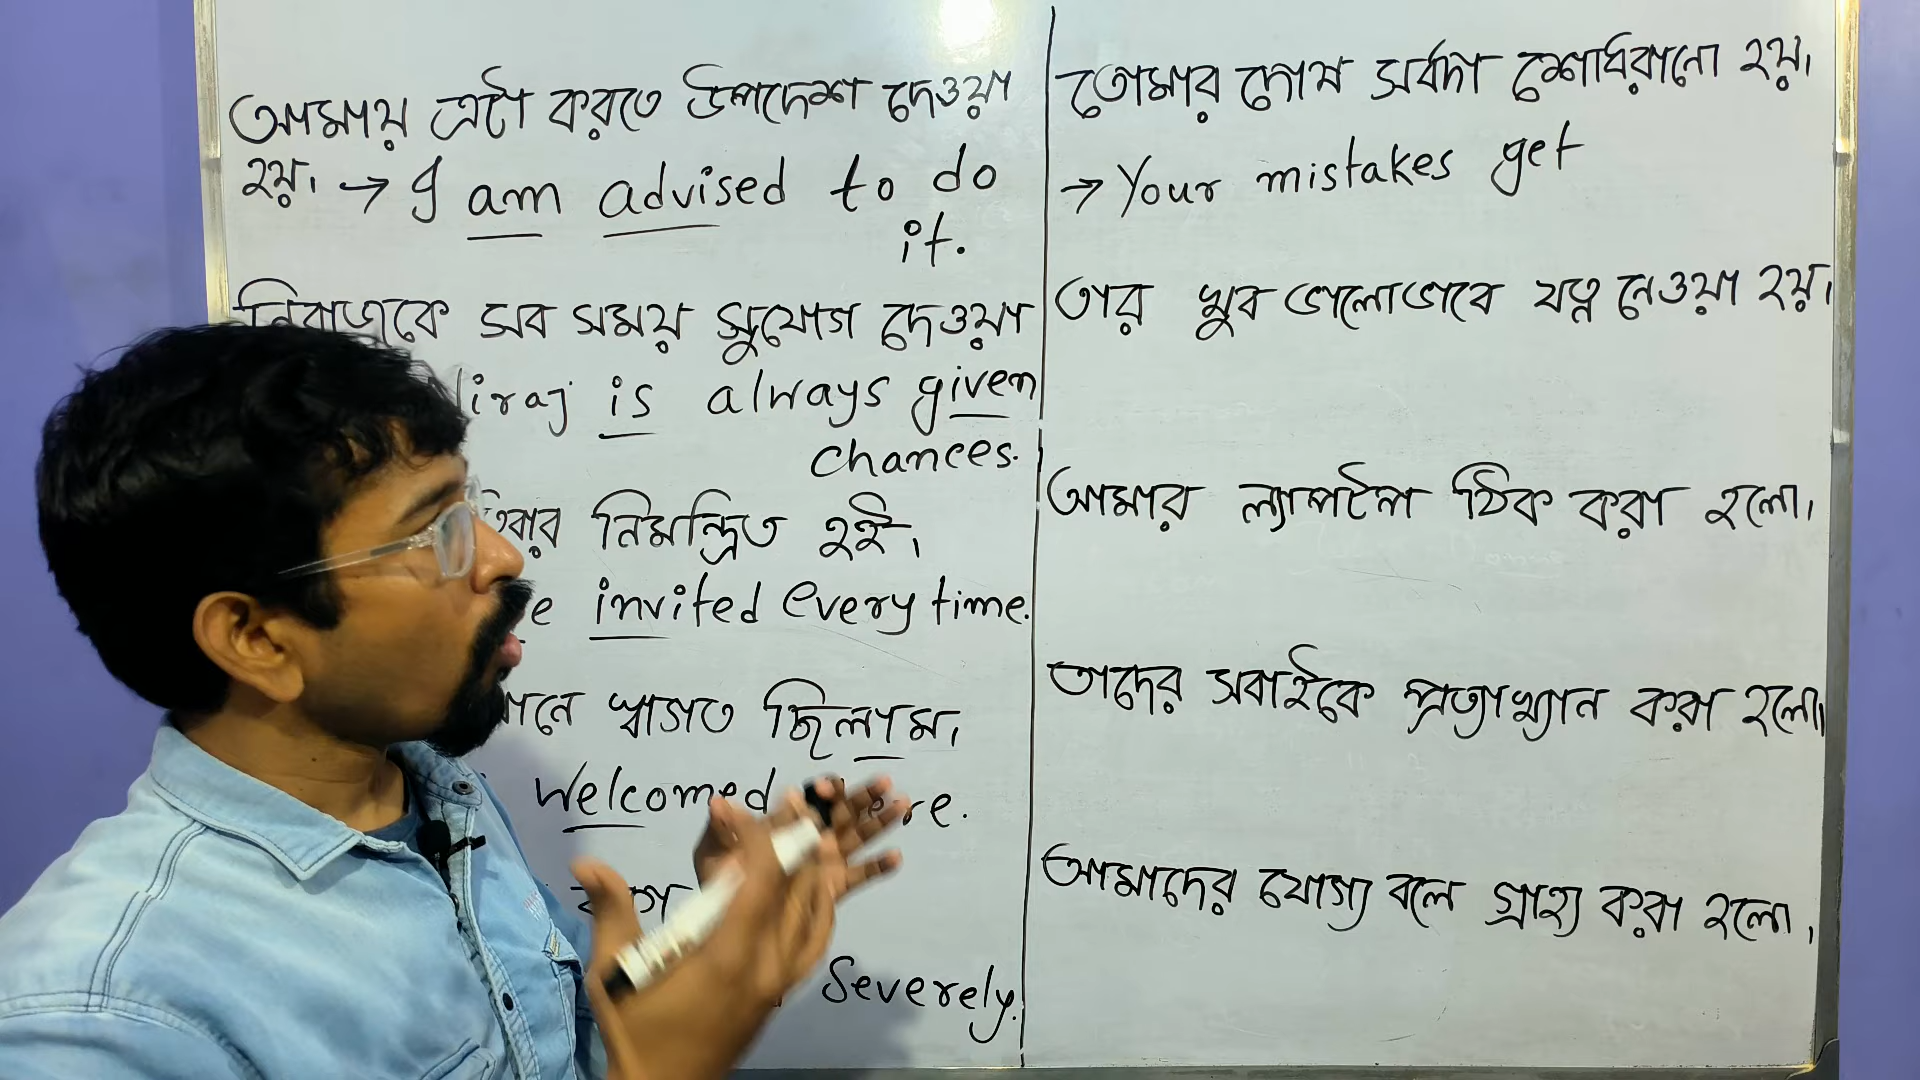 আমায় এটা করতে উপদেশ দেওয়া
হয়। → I am advised to do
it.
নিরাজকে সব সময় সুযোগ দেওয়া
is always given
chances.
নিমন্ত্রিত হই।
invited every time.
স্বাগত ছিলাম।
Welcomed
Severely.
তোমার দোষ সর্বদা শোধরানো হয়।
→ Your mistakes get
তার খুব ভালোভাবে যত্ন নেওয়া হয়।
আমার ল্যাপটপ ঠিক করা হলো।
তাদের সবাইকে প্রত্যাখ্যান করা হলো।
আমাদের যোগ্য বলে গ্রাহ্য করা হলো।